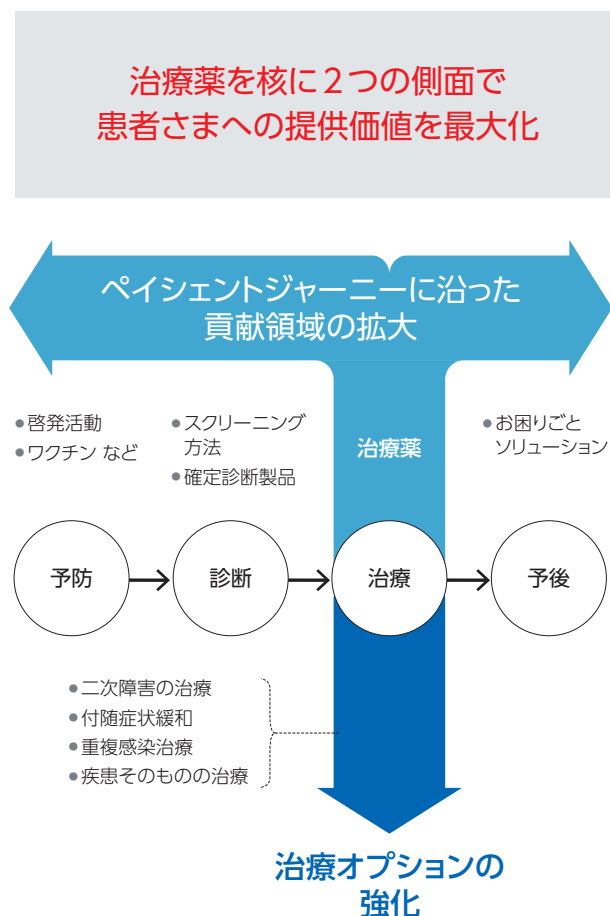 治療薬を核に2つの側面で
患者さまへの提供価値を最大化
ペイシェントジャーニーに沿った
貢献領域の拡大
●啓発活動
●ワクチン など
●スクリーニング
方法
●確定診断製品
治療薬
●お困りごと
ソリューション
予防
診断
治療
予後
●二次障害の治療
●付随症状緩和
●重複感染治療
●疾患そのものの治療
治療オプションの
強化